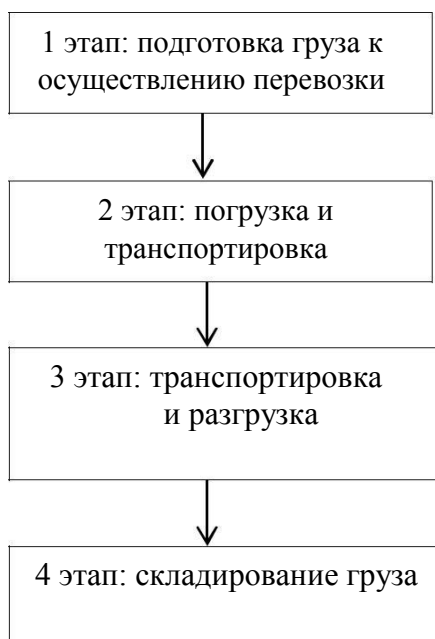 1 этап: подготовка груза к
осуществлению перевозки
2 этап: погрузка и
транспортировка
3 этап: транспортировка
и разгрузка
4 этап: складирование груза